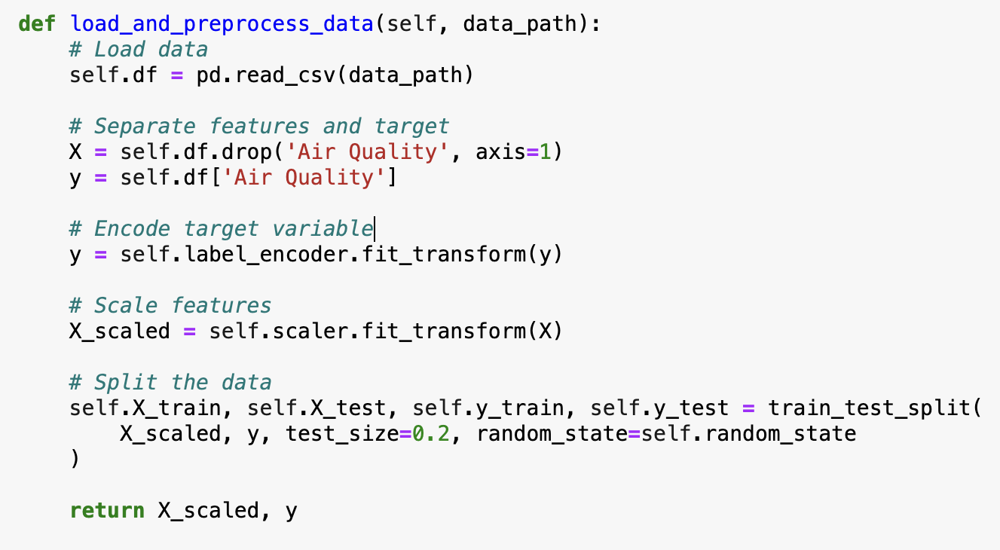 def load_and_preprocess_data(self, data_path):
    # Load data
    self.df = pd.read_csv(data_path)

    # Separate features and target
    X = self.df.drop('Air Quality', axis=1)
    y = self.df['Air Quality']

    # Encode target variable
    y = self.label_encoder.fit_transform(y)

    # Scale features
    X_scaled = self.scaler.fit_transform(X)

    # Split the data
    self.X_train, self.X_test, self.y_train, self.y_test = train_test_split(
        X_scaled, y, test_size=0.2, random_state=self.random_state
    )

    return X_scaled, y